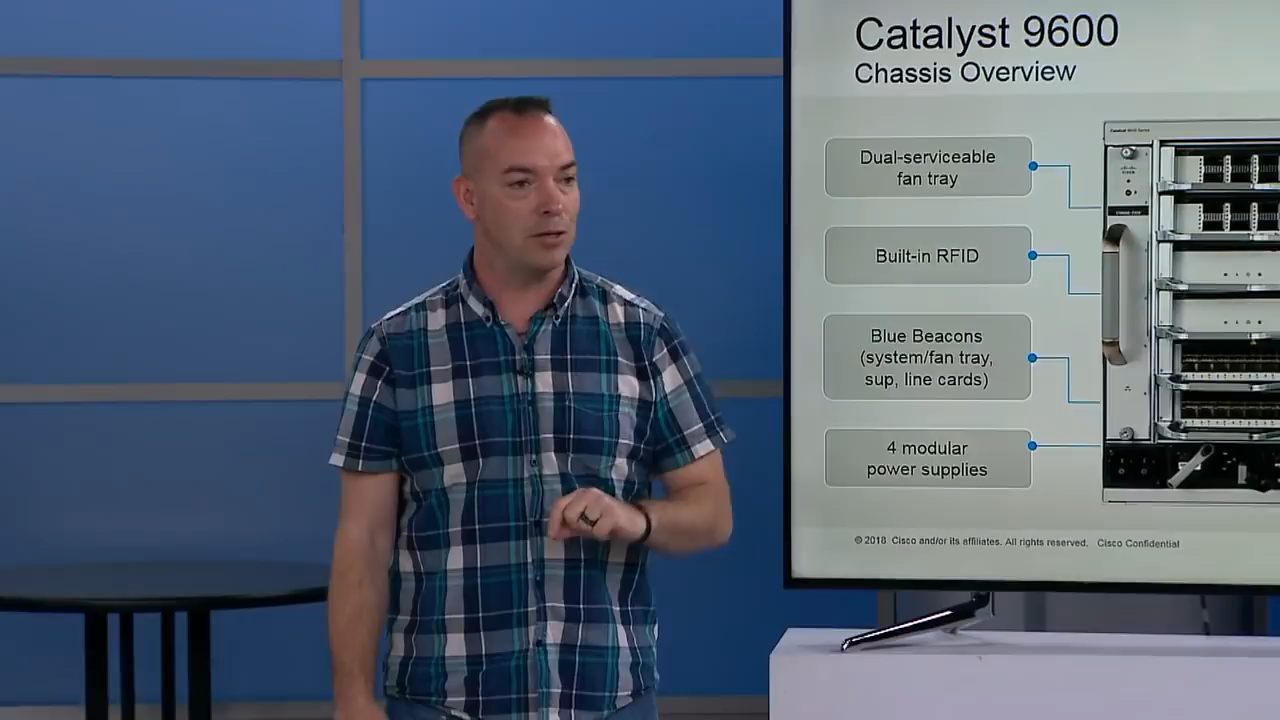 Catalyst 9600
Chassis Overview
Dual-serviceable
fan tray
Built-in RFID
Blue Beacons
(system/fan tray,
sup, line cards)
4 modular
power supplies
© 2018 Cisco and/or its affiliates. All rights reserved. Cisco Confidential